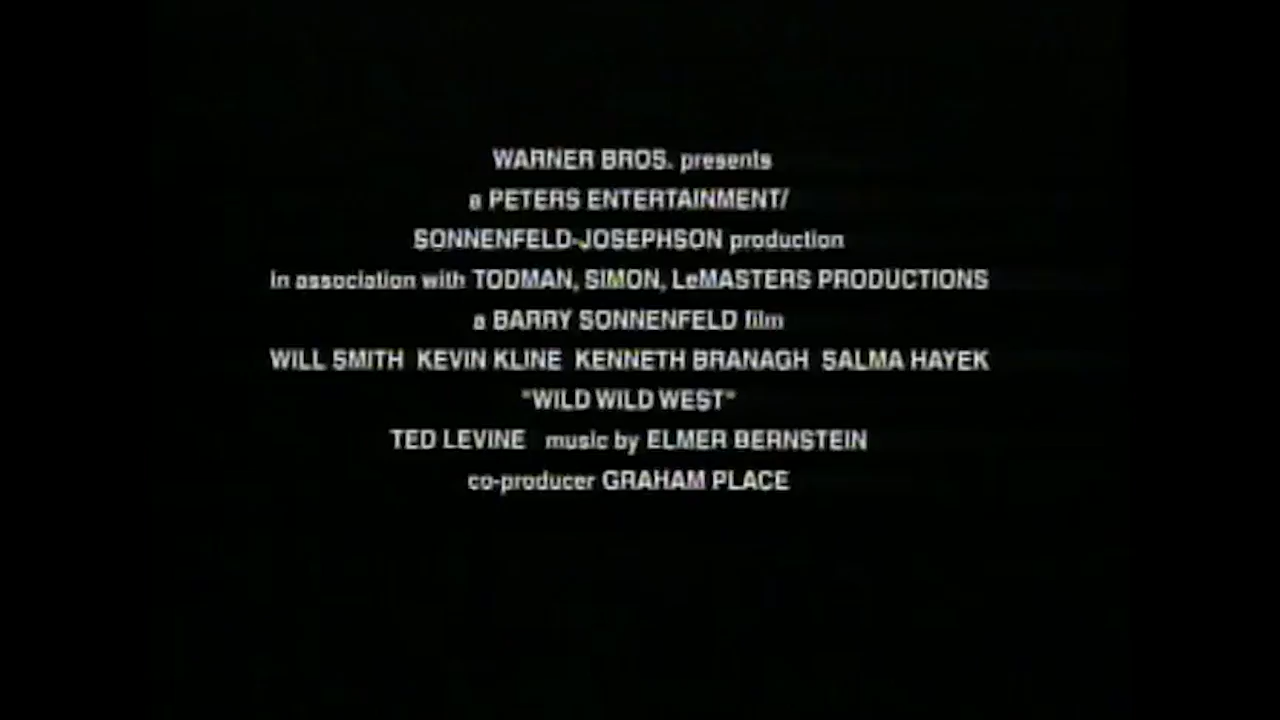 WARNER BROS. presents
a PETERS ENTERTAINMENT/
SONNENFELD-JOSEPHSON production
in association with TODMAN, SIMON, LeMASTERS PRODUCTIONS
a BARRY SONNENFELD film
WILL SMITH KEVIN KLINE KENNETH BRANAGH SALMA HAYEK
"WILD WILD WEST"
TED LEVINE music by ELMER BERNSTEIN
co-producer GRAHAM PLACE